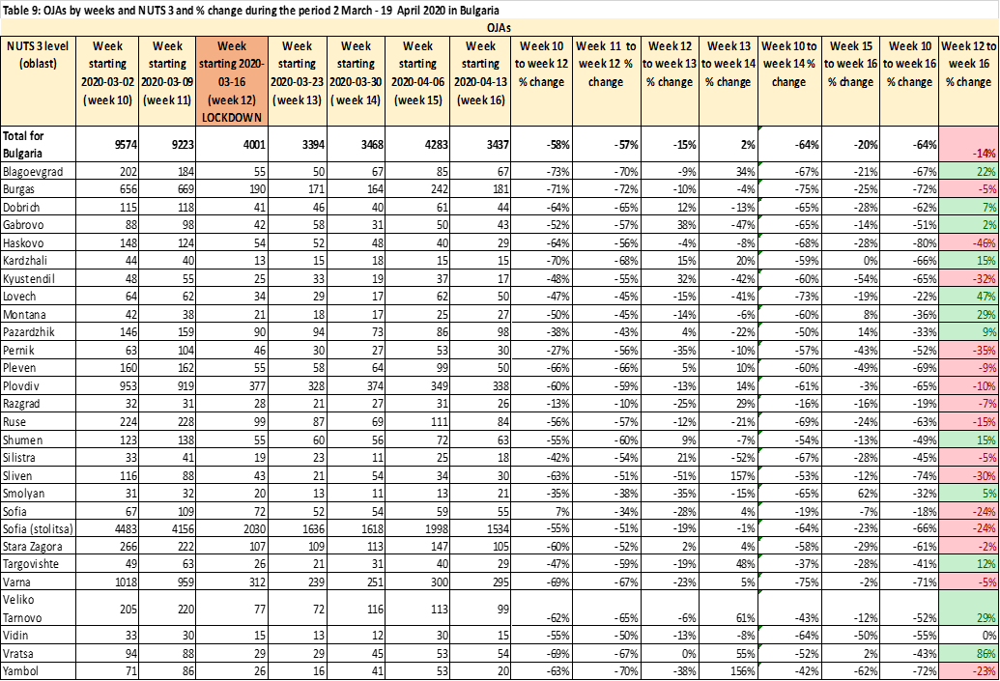 Table 9: OJAs by weeks and NUTS 3 and % change during the period 2 March - 19 April 2020 in Bulgaria
OJAs
NUTS 3 level (oblast) Week starting 2020-03-02 (week 10) Week starting 2020-03-09 (week 11) Week starting 2020-03-16 (week 12) LOCKDOWN Week starting 2020-03-23 (week 13) Week starting 2020-03-30 (week 14) Week starting 2020-04-06 (week 15) Week starting 2020-04-13 (week 16) Week 10 to week 12 % change Week 11 to week 12 % change Week 12 to week 13 % change Week 13 to week 14 % change Week 10 to week 14 % change Week 15 to week 16 % change Week 10 to week 16 % change Week 12 to week 16 % change
Total for Bulgaria 9574 9223 4001 3394 3468 4283 3437 -58% -57% -15% 2% -64% -20% -64% -14%
Blagoevgrad 202 184 55 50 67 85 67 -73% -70% -9% 34% -67% -21% -67% 22%
Burgas 656 669 190 171 164 242 181 -71% -72% -10% -4% -75% -25% -72% -5%
Dobrich 115 118 41 46 40 61 44 -64% -65% 12% -13% -65% -28% -62% 7%
Gabrovo 88 98 42 58 31 50 43 -52% -57% 38% -47% -65% -14% -51% 2%
Haskovo 148 124 54 52 48 40 29 -64% -56% -4% -8% -68% -28% -80% -46%
Kardzhali 44 40 13 15 18 15 15 -70% -68% 15% 20% -59% 0% -66% 15%
Kyustendil 48 55 25 33 19 37 17 -48% -55% 32% -42% -60% -54% -65% -32%
Lovech 64 62 34 29 17 62 50 -47% -45% -15% -41% -73% -19% -22% 47%
Montana 42 38 21 18 17 25 27 -50% -45% -14% -6% -60% 8% -36% 29%
Pazardzhik 146 159 90 94 73 86 98 -38% -43% 4% -22% -50% 14% -33% 9%
Pernik 63 104 46 30 27 53 30 -27% -56% -35% -10% -57% -43% -52% -35%
Pleven 160 162 55 58 64 99 50 -66% -66% 5% 10% -60% -49% -69% -9%
Plovdiv 953 919 377 328 374 349 338 -60% -59% -13% 14% -61% -3% -65% -10%
Razgrad 32 31 28 21 27 31 26 -13% -10% -25% 29% -16% -16% -19% -7%
Ruse 224 228 99 87 69 111 84 -56% -57% -12% -21% -69% -24% -63% -15%
Shumen 123 138 55 60 56 72 63 -55% -60% 9% -7% -54% -13% -49% 15%
Silistra 33 41 19 23 11 25 18 -42% -54% 21% -52% -67% -28% -45% -5%
Sliven 116 88 43 21 54 34 30 -63% -51% -51% 157% -53% -12% -74% -30%
Smolyan 31 32 20 13 11 13 21 -35% -38% -35% -15% -65% 62% -32% 5%
Sofia 67 109 72 52 54 59 55 7% -34% -28% 4% -19% -7% -18% -24%
Sofia (stolitsa) 4483 4156 2030 1636 1618 1998 1534 -55% -51% -19% -1% -64% -23% -66% -24%
Stara Zagora 266 222 107 109 113 147 105 -60% -52% 2% 4% -58% -29% -61% -2%
Targovishte 49 63 26 21 31 40 29 -47% -59% -19% 48% -37% -28% -41% 12%
Varna 1018 959 312 239 251 300 295 -69% -67% -23% 5% -75% -2% -71% -5%
Veliko Tarnovo 205 220 77 72 116 113 99 -62% -65% -6% 61% -43% -12% -52% 29%
Vidin 33 30 15 13 12 30 15 -55% -50% -13% -8% -64% -50% -55% 0%
Vratsa 94 88 29 29 45 53 54 -69% -67% 0% 55% -52% 2% -43% 86%
Yambol 71 86 26 16 41 53 20 -63% -70% -38% 156% -42% -62% -72% -23%